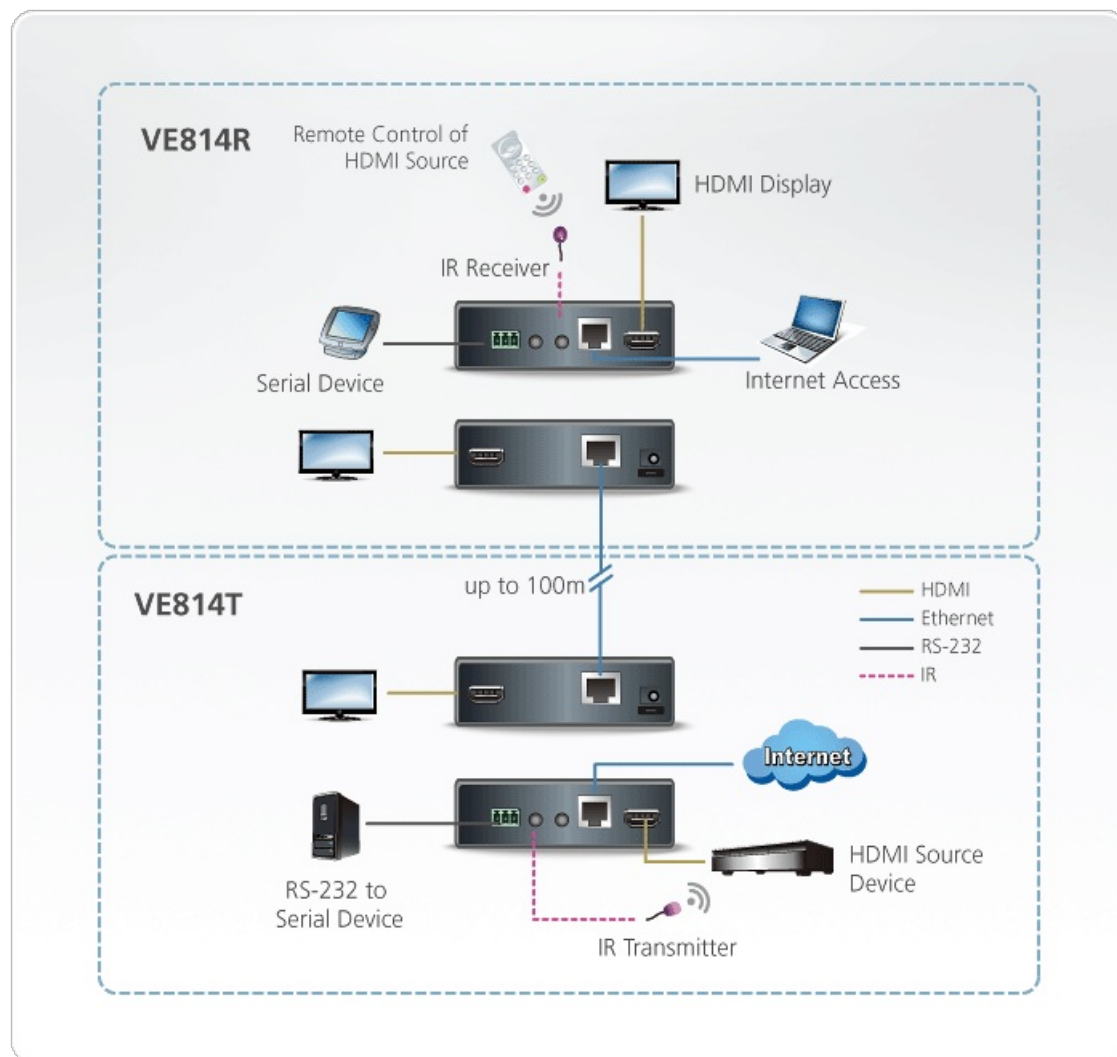 VE814R
Remote Control of
HDMI Source
HDMI Display
IR Receiver
Serial Device
Internet Access
up to 100m
VE814T
HDMI
Ethernet
RS-232
IR
Internet
RS-232 to
Serial Device
HDMI Source
Device
IR Transmitter